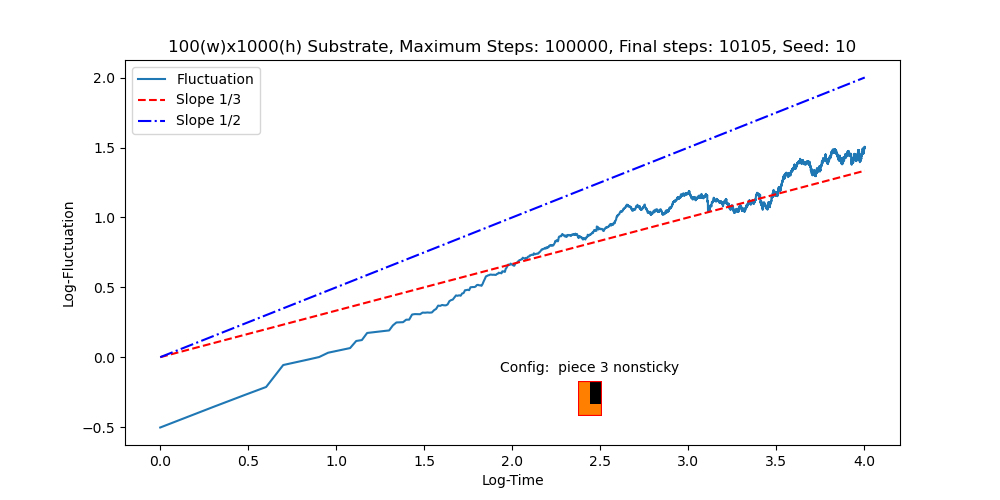 100(w)x1000(h) Substrate, Maximum Steps: 100000, Final steps: 10105, Seed: 10
Fluctuation
Slope 1/3
Slope 1/2
2.0
1.5
1.0
0.5
0.0
−0.5
Log-Fluctuation
Config:  piece 3 nonsticky
0.0 0.5 1.0 1.5 2.0 2.5 3.0 3.5 4.0
Log-Time